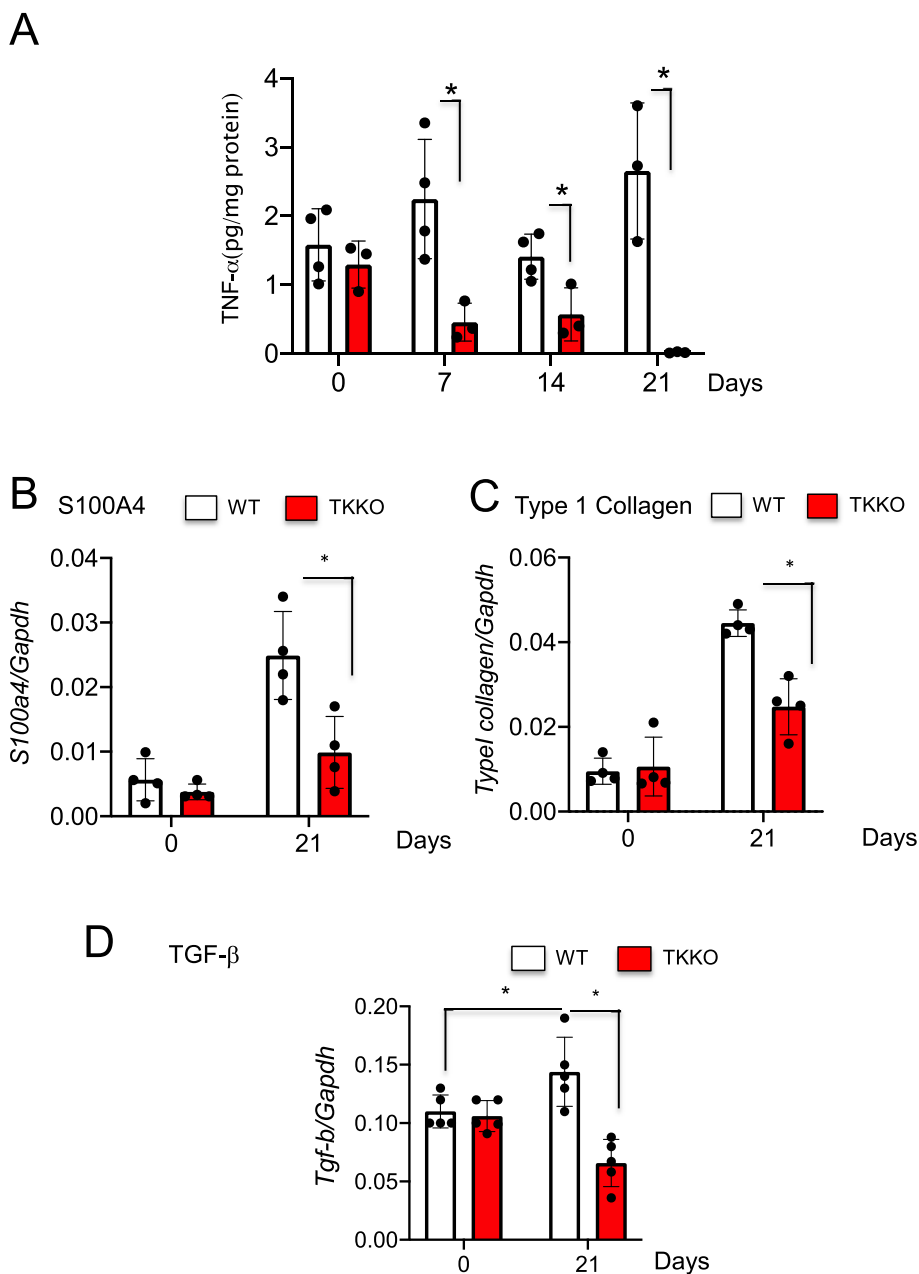 A
TNF-α(pg/mg protein)
4
3
2
1
0
* * *
0 7 14 21 Days
B S100A4 WT TKKO
S100a4/Gapdh
0.04
0.03
0.02
0.01
0.00
*
0 21 Days
C Type 1 Collagen WT TKKO
TypeI collagen/Gapdh
0.06
0.04
0.02
0.00
*
0 21 Days
D TGF-β WT TKKO
Tgf-b/Gapdh
0.20
0.15
0.10
0.05
0.00
* *
0 21 Days